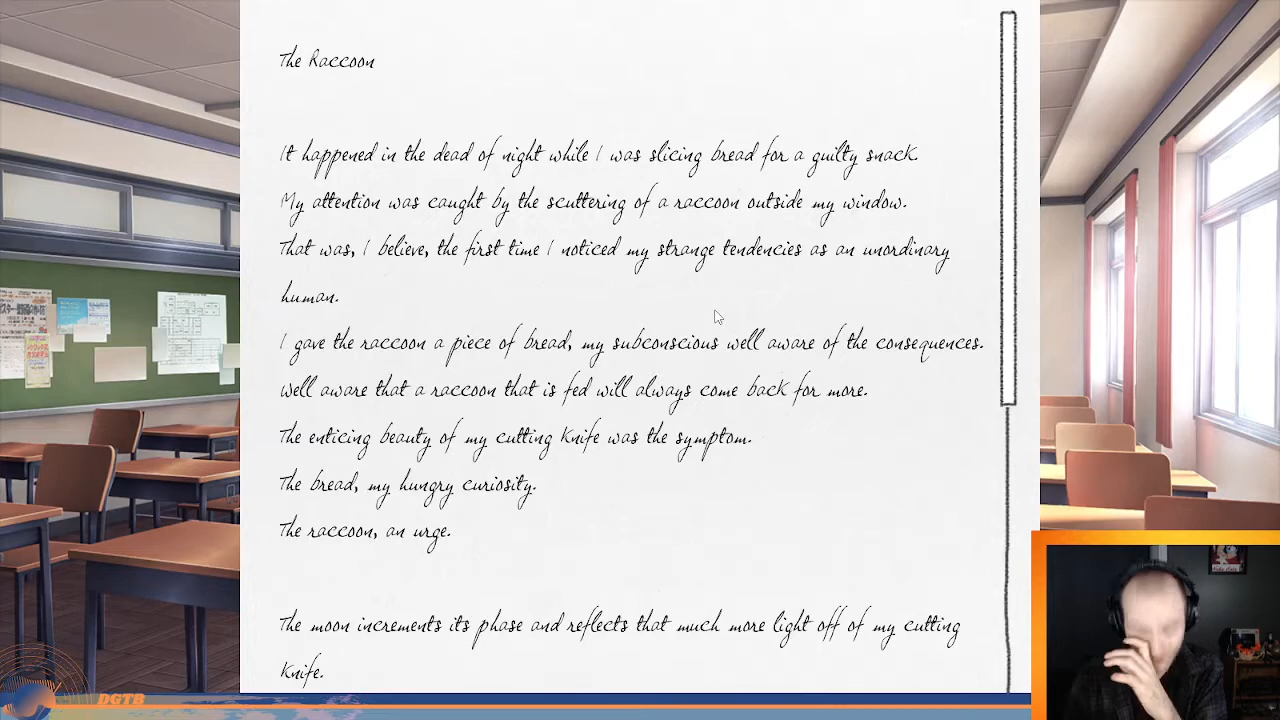 The Raccoon
It happened in the dead of night while I was slicing bread for a guilty snack.
My attention was caught by the scuttering of a raccoon outside my window.
That was, I believe, the first time I noticed my strange tendencies as an unordinary
human.
I gave the raccoon a piece of bread, my subconscious well aware of the consequences.
Well aware that a raccoon that is fed will always come back for more.
The enticing beauty of my cutting knife was the symptom.
The bread, my hungry curiosity.
The raccoon, an urge.
The moon increments its phase and reflects that much more light off of my cutting
knife.
DGTB